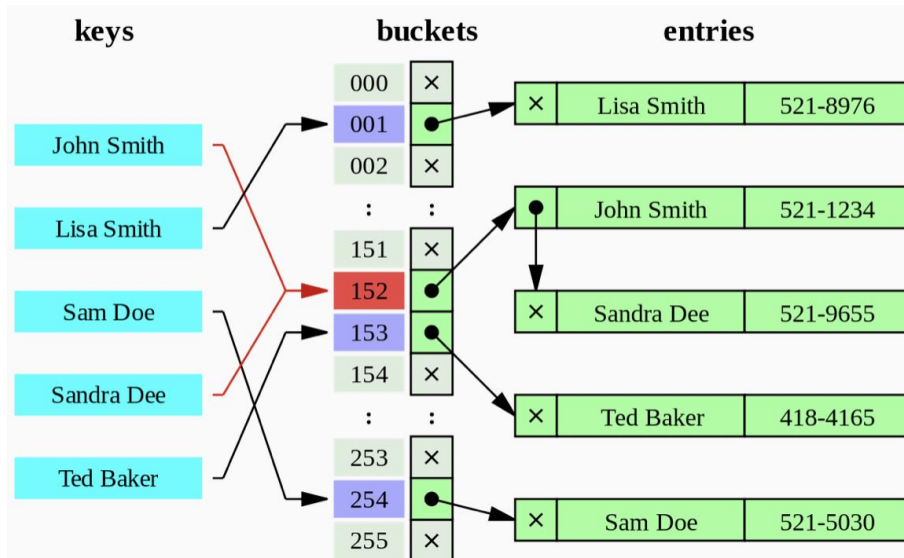 keys
buckets
entries
John Smith
Lisa Smith
Sam Doe
Sandra Dee
Ted Baker
000 ×
001
002 ×
: :
151 ×
152
153
154 ×
: :
253 ×
254
255 ×
× Lisa Smith 521-8976
John Smith 521-1234
× Sandra Dee 521-9655
× Ted Baker 418-4165
× Sam Doe 521-5030